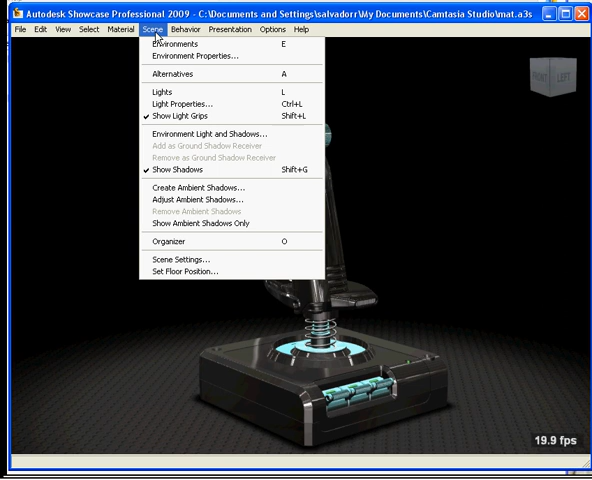 Autodesk Showcase Professional 2009 - C:\Documents and Settings\salvadorr\My Documents\Camtasia Studio\mat.a3s
File Edit View Select Material Scene Behavior Presentation Options Help
Environments E
Environment Properties...
Alternatives A
Lights L
Light Properties... Ctrl+L
Show Light Grips Shift+L
Environment Light and Shadows...
Add as Ground Shadow Receiver
Remove as Ground Shadow Receiver
Show Shadows Shift+G
Create Ambient Shadows...
Adjust Ambient Shadows...
Remove Ambient Shadows
Show Ambient Shadows Only
Organizer O
Scene Settings...
Set Floor Position...
FRONT LEFT
19.9 fps